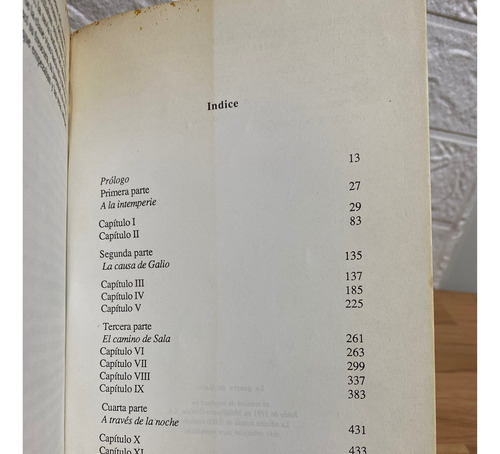 Indice
Prólogo 13
Primera parte
A la intemperie 27
Capítulo I 29
Capítulo II 83
Segunda parte
La causa de Galio 135
Capítulo III 137
Capítulo IV 185
Capítulo V 225
Tercera parte
El camino de Sala 261
Capítulo VI 263
Capítulo VII 299
Capítulo VIII 337
Capítulo IX 383
Cuarta parte
A través de la noche 431
Capítulo X 433
Capítulo XI